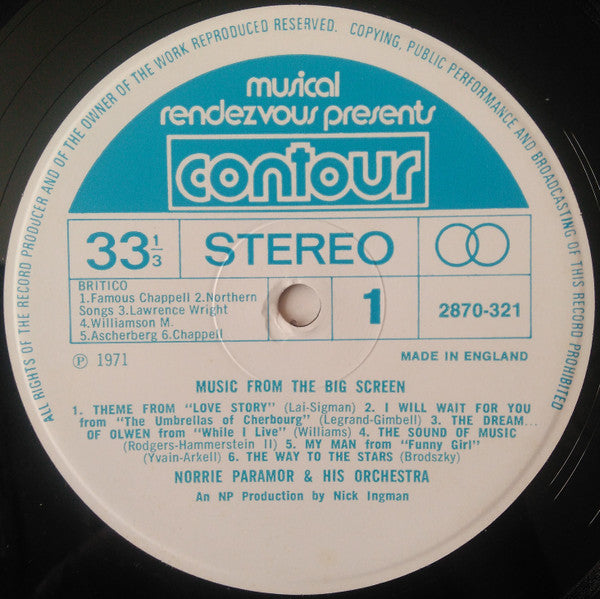 ALL RIGHTS OF THE RECORD PRODUCER AND OF THE OWNER OF THE WORK REPRODUCED RESERVED. COPYING, PUBLIC PERFORMANCE AND BROADCASTING OF THIS RECORD PROHIBITED
musical
rendezvous presents
contour
33 1/3 STEREO
BRITICO
1.Famous Chappell 2.Northern
Songs 3.Lawrence Wright
4.Williamson M.
5.Ascherberg 6.Chappell
1
2870-321
℗ 1971
MADE IN ENGLAND
MUSIC FROM THE BIG SCREEN
1. THEME FROM "LOVE STORY" (Lai-Sigman) 2. I WILL WAIT FOR YOU
from "The Umbrellas of Cherbourg" (Legrand-Gimbell) 3. THE DREAM...
OF OLWEN from "While I Live" (Williams) 4. THE SOUND OF MUSIC
(Rodgers-Hammerstein II) 5. MY MAN from "Funny Girl"
(Yvain-Arkell) 6. THE WAY TO THE STARS (Brodszky)
NORRIE PARAMOR & HIS ORCHESTRA
An NP Production by Nick Ingman